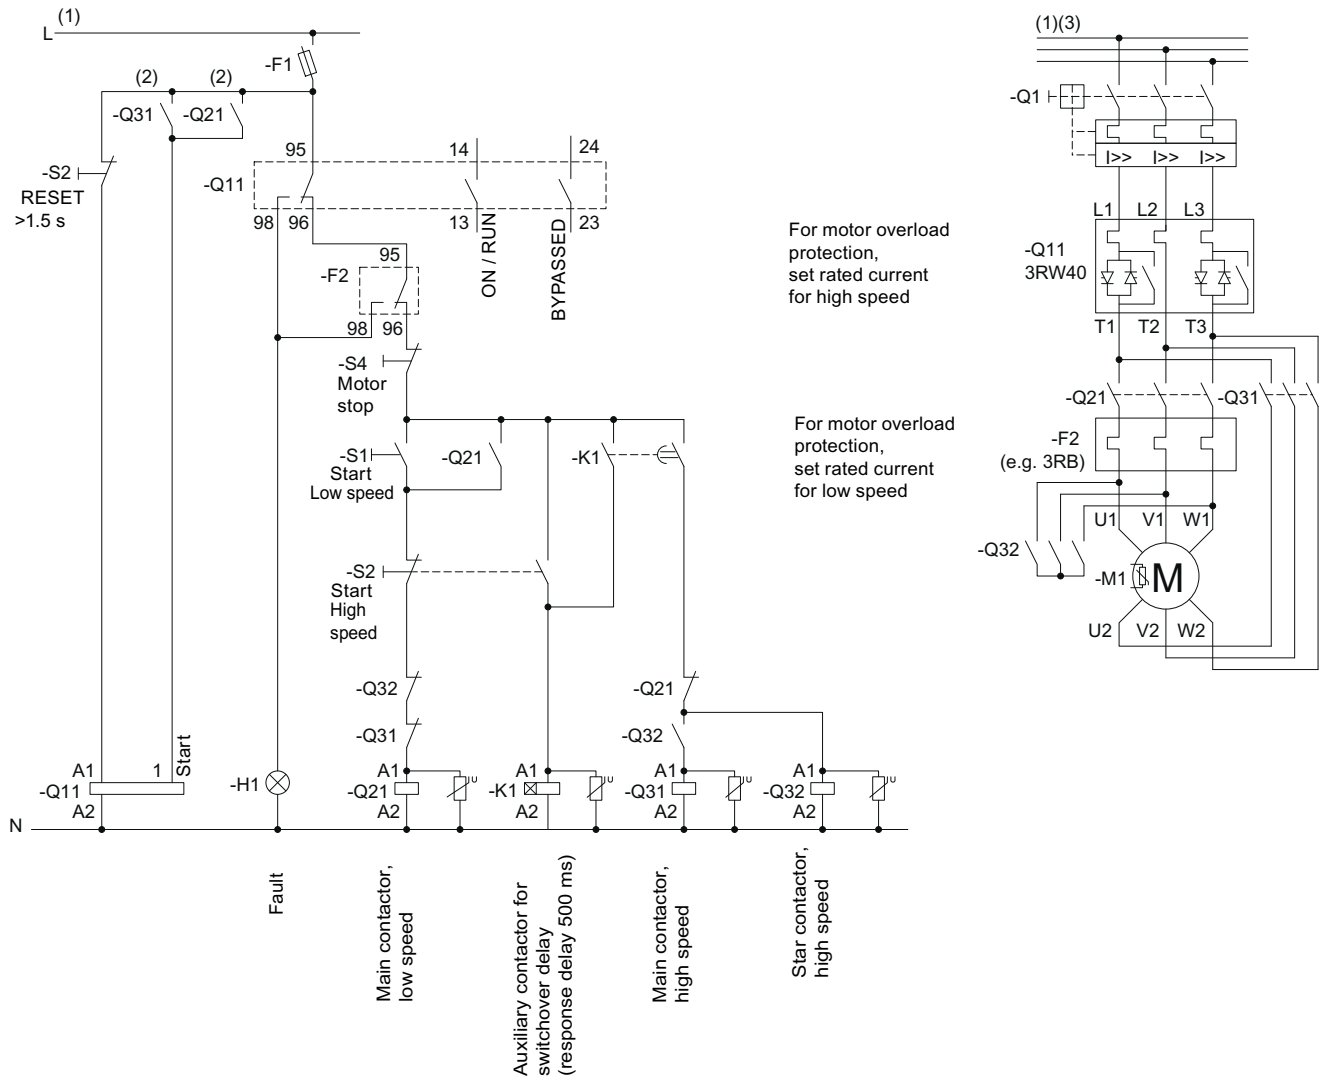 L (1)
-F1
(2) (2)
-Q31 -Q21
-S2
RESET
>1.5 s
95 14 24
-Q11
98 96 13 23
ON / RUN
BYPASSED
95
-F2
98 96
-S4
Motor
stop
-S1
Start
Low speed
-Q21
-K1
-S2
Start
High
speed
-Q32
-Q31
-Q21
-Q32
A1 1 Start
-Q11
A2
-H1
A1
-Q21
A2
U
A1
-K1
A2
U
A1
-Q31
A2
U
A1
-Q32
A2
U
N
Fault
Main contactor,
low speed
Auxiliary contactor for
switchover delay
(response delay 500 ms)
Main contactor,
high speed
Star contactor,
high speed
For motor overload
protection,
set rated current
for high speed
For motor overload
protection,
set rated current
for low speed
(1)(3)
-Q1
I>> I>> I>>
L1 L2 L3
-Q11
3RW40
T1 T2 T3
-Q21 -Q31
-F2
(e.g. 3RB)
U1 V1 W1
-Q32
-M1 M
U2 V2 W2